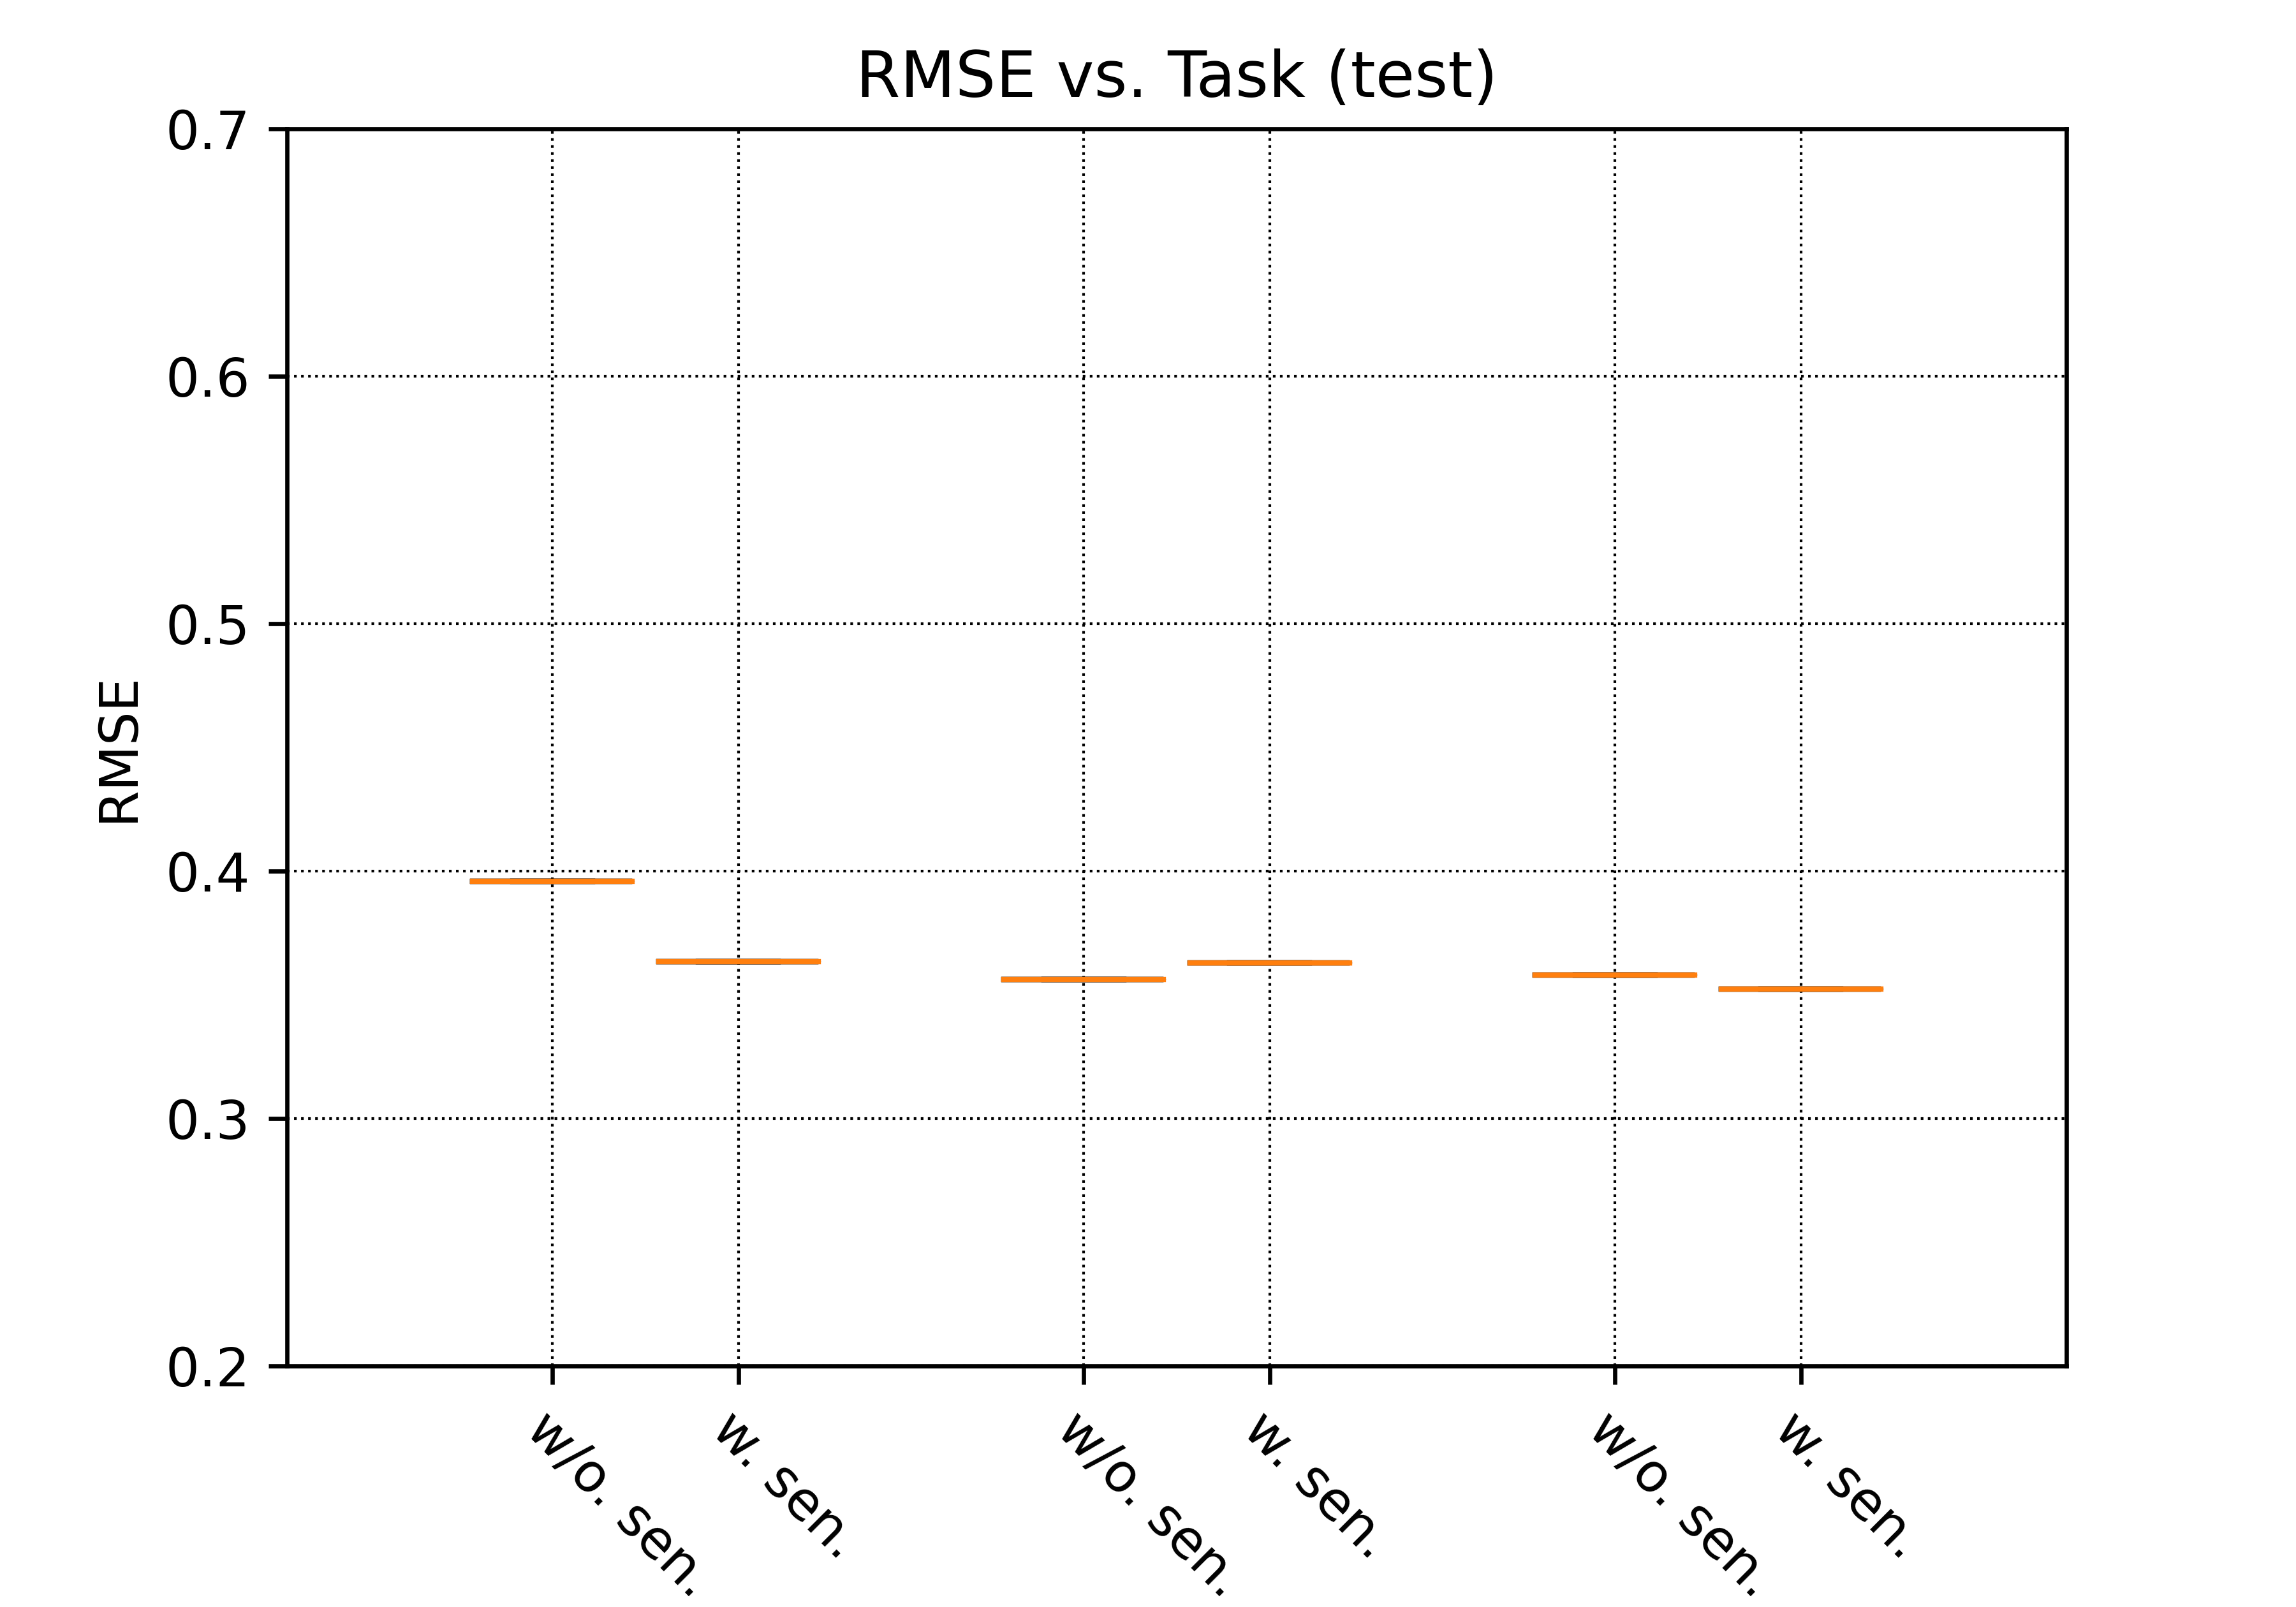 RMSE vs. Task (test)
0.7
0.6
0.5
0.4
0.3
0.2
RMSE
w/o. sen.
w. sen.
w/o. sen.
w. sen.
w/o. sen.
w. sen.